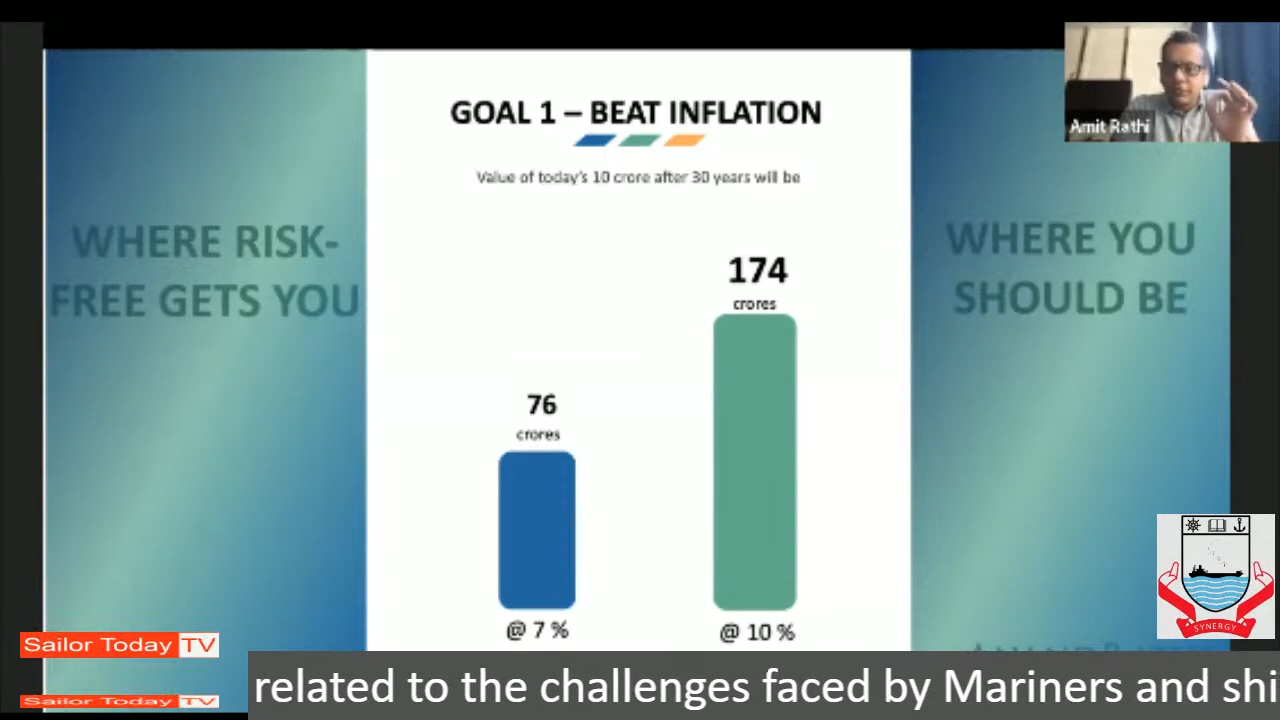 GOAL 1 – BEAT INFLATION
Value of today's 10 crore after 30 years will be
WHERE RISK-
FREE GETS YOU
76
crores
@ 7 %
174
crores
@ 10 %
WHERE YOU
SHOULD BE
Amit Rathi
SYNERGY
Sailor Today TV
Sailor Today TV
related to the challenges faced by Mariners and shi